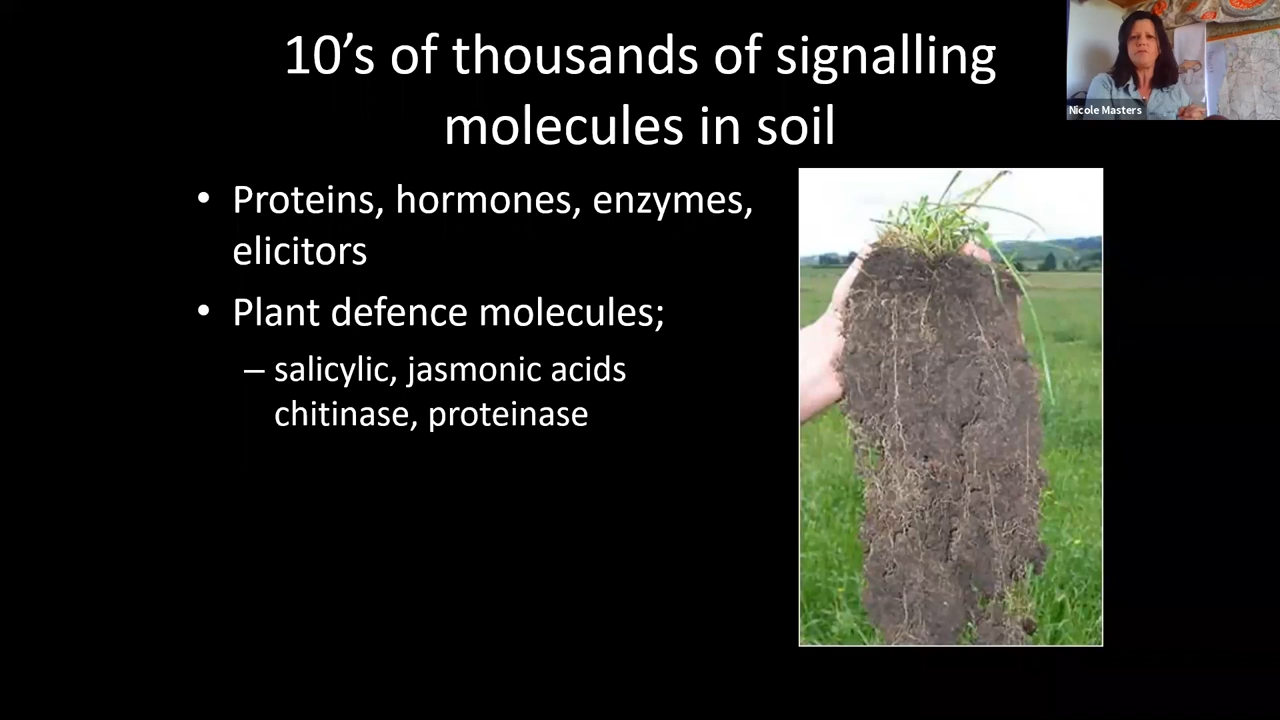 10’s of thousands of signalling
molecules in soil
• Proteins, hormones, enzymes,
elicitors
• Plant defence molecules;
– salicylic, jasmonic acids
chitinase, proteinase
Nicole Masters